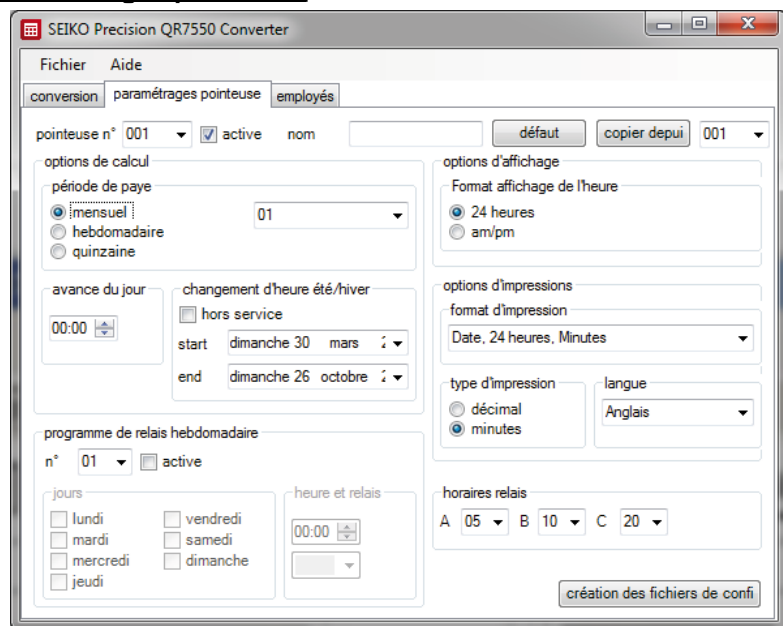 SEIKO Precision QR7550 Converter
Fichier Aide
conversion paramétrages pointeuse employés
pointeuse n° 001 active nom défaut copier depui 001
options de calcul
période de paye
mensuel 01
hebdomadaire
quinzaine
options d'affichage
Format affichage de l'heure
24 heures
am/pm
avance du jour
00:00
changement d'heure été/hiver
hors service
start dimanche 30 mars
end dimanche 26 octobre
options d'impressions
format d'impression
Date, 24 heures, Minutes
type d'impression
décimal
minutes
langue
Anglais
programme de relais hebdomadaire
n° 01 active
jours
lundi vendredi
mardi samedi
mercredi dimanche
jeudi
heure et relais
00:00
horaires relais
A 05 B 10 C 20
création des fichiers de confi